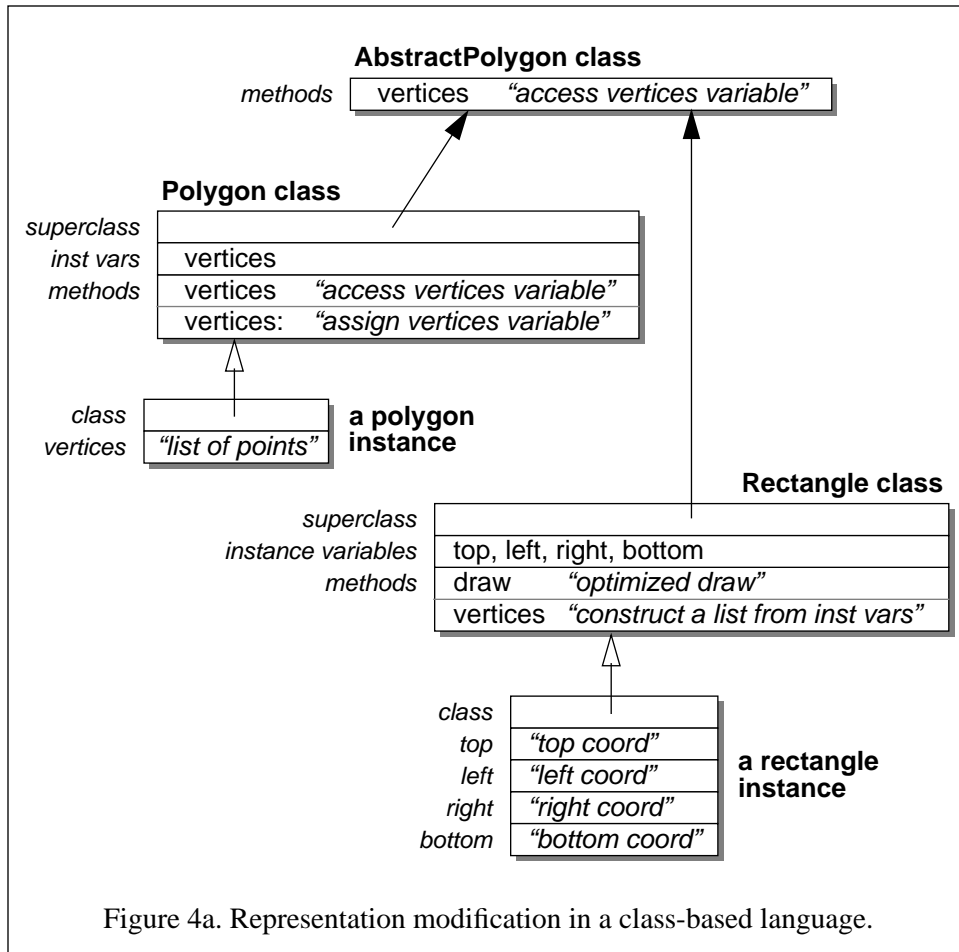 AbstractPolygon class
methods vertices “access vertices variable”
Polygon class
superclass
inst vars vertices
methods vertices “access vertices variable”
vertices: “assign vertices variable”
class
vertices “list of points”
a polygon
instance
Rectangle class
superclass
instance variables top, left, right, bottom
methods draw “optimized draw”
vertices “construct a list from inst vars”
class
top “top coord”
left “left coord”
right “right coord”
bottom “bottom coord”
a rectangle
instance
Figure 4a. Representation modification in a class-based language.